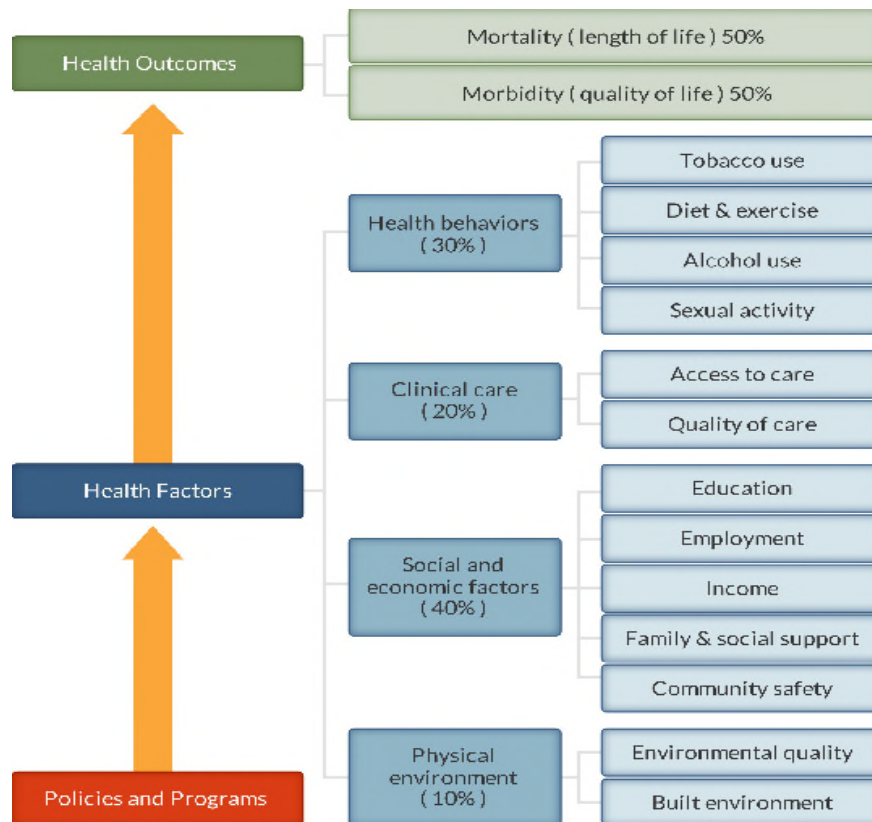 Health Outcomes
Mortality ( length of life ) 50%
Morbidity ( quality of life ) 50%
Health Factors
Health behaviors
( 30% )
Tobacco use
Diet & exercise
Alcohol use
Sexual activity
Clinical care
( 20% )
Access to care
Quality of care
Social and
economic factors
( 40% )
Education
Employment
Income
Family & social support
Community safety
Physical
environment
( 10% )
Environmental quality
Built environment
Policies and Programs